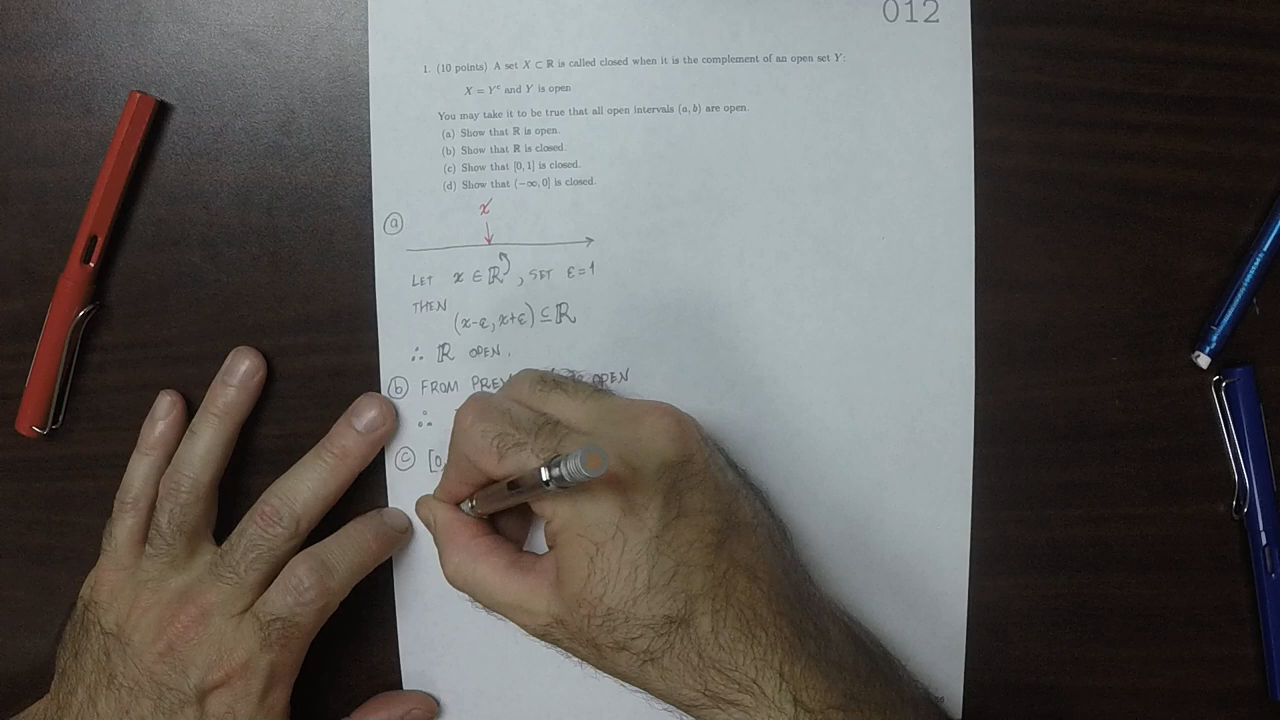 012
1. (10 points) A set X ⊂ ℝ is called closed when it is the complement of an open set Y:
X = Yᶜ and Y is open
You may take it to be true that all open intervals (a, b) are open.
(a) Show that ℝ is open.
(b) Show that ℝ is closed.
(c) Show that [0, 1] is closed.
(d) Show that (−∞, 0] is closed.
x
(a)
LET x ∈ ℝ, SET ε=1
THEN
(x-ε, x+ε) ⊆ ℝ
∴ ℝ OPEN.
(b) FROM OPEN
∴
(c) [0,